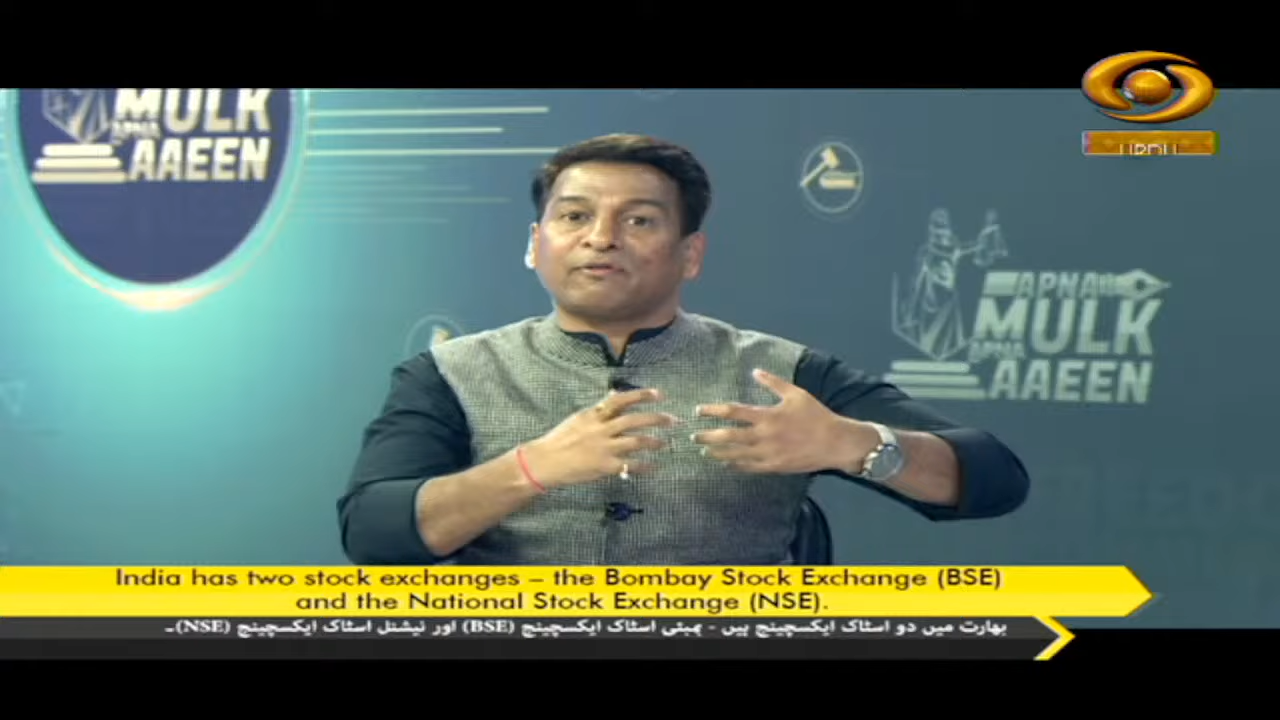 MULK
APNA
AAEEN
URDU
APNA
MULK
APNA
AAEEN
India has two stock exchanges – the Bombay Stock Exchange (BSE)
and the National Stock Exchange (NSE).
بھارت میں دو اسٹاک ایکسچینج ہیں - بمبئی اسٹاک ایکسچینج (BSE) اور نیشنل اسٹاک ایکسچینج (NSE)۔